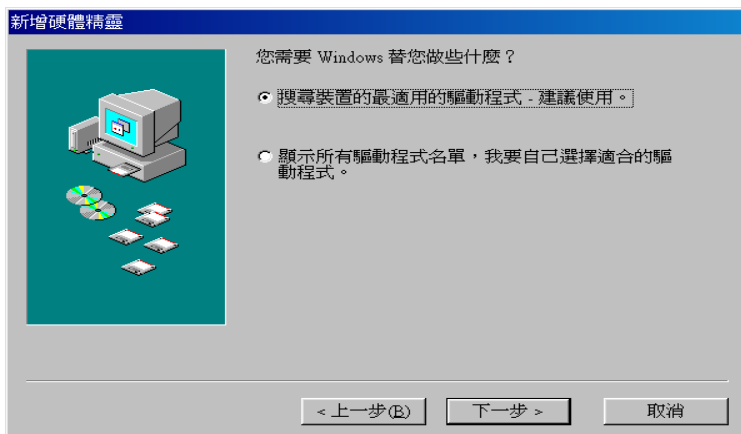 新增硬體精靈
您需要 Windows 替您做些什麼？
搜尋裝置的最適用的驅動程式 - 建議使用。
顯示所有驅動程式名單，我要自己選擇適合的驅
動程式。
< 上一步(B)
下一步 >
取消